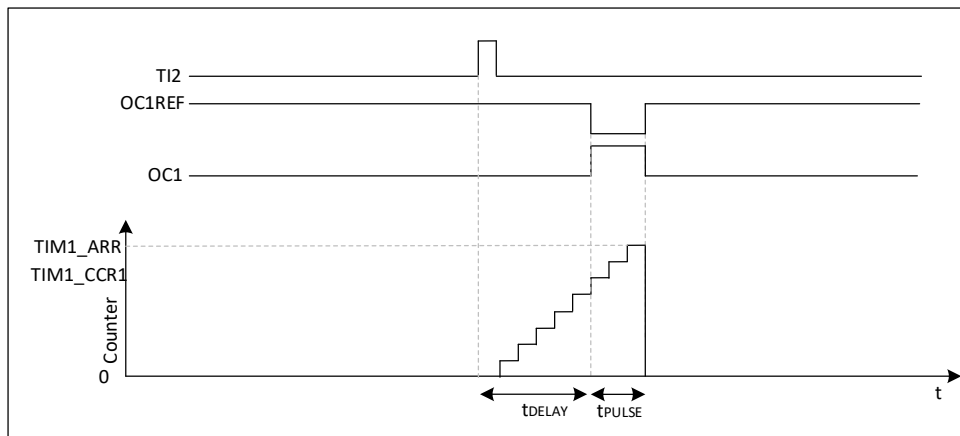 TI2
OC1REF
OC1
TIM1_ARR
TIM1_CCR1
Counter
0
t
tDELAY
tPULSE